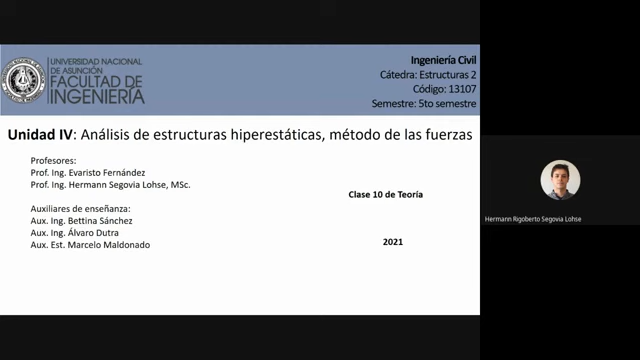 UNIVERSIDAD NACIONAL
DE ASUNCIÓN
FACULTAD DE
INGENIERÍA
Ingeniería Civil
Cátedra: Estructuras 2
Código: 13107
Semestre: 5to semestre
Unidad IV: Análisis de estructuras hiperestáticas, método de las fuerzas
Profesores:
Prof. Ing. Evaristo Fernández
Prof. Ing. Hermann Segovia Lohse, MSc.
Clase 10 de Teoría
Auxiliares de enseñanza:
Aux. Ing. Bettina Sánchez
Aux. Ing. Álvaro Dutra
Aux. Est. Marcelo Maldonado
2021
Hermann Rigoberto Segovia Lohse